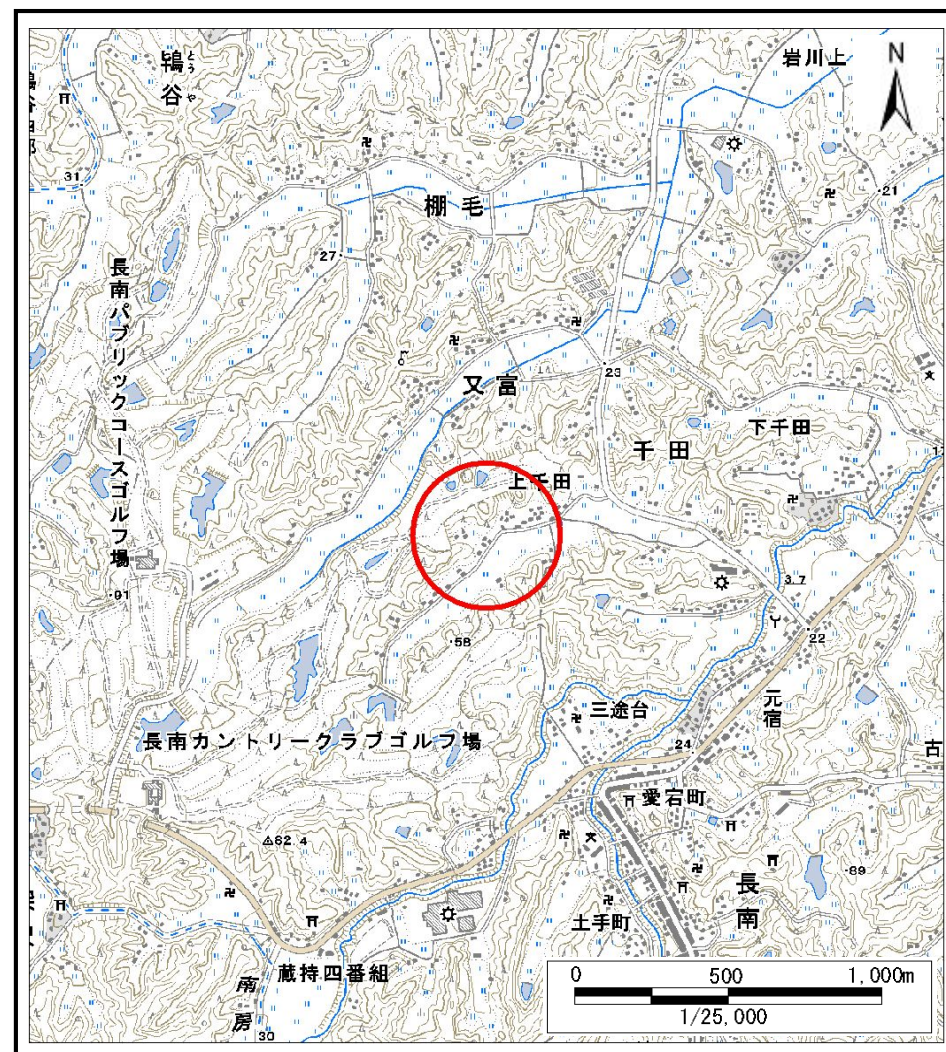 鴇谷
とうや
岩川上
N
31
棚毛
21
27
長南パブリックコースゴルフ場
又富
23
千田
下千田
上千田
91
58
3.7
22
元宿
三途台
長南カントリークラブゴルフ場
24
愛宕町
古
62.4
89
長南
土手町
蔵持四番組
南房
30
0 500 1,000m
1/25,000